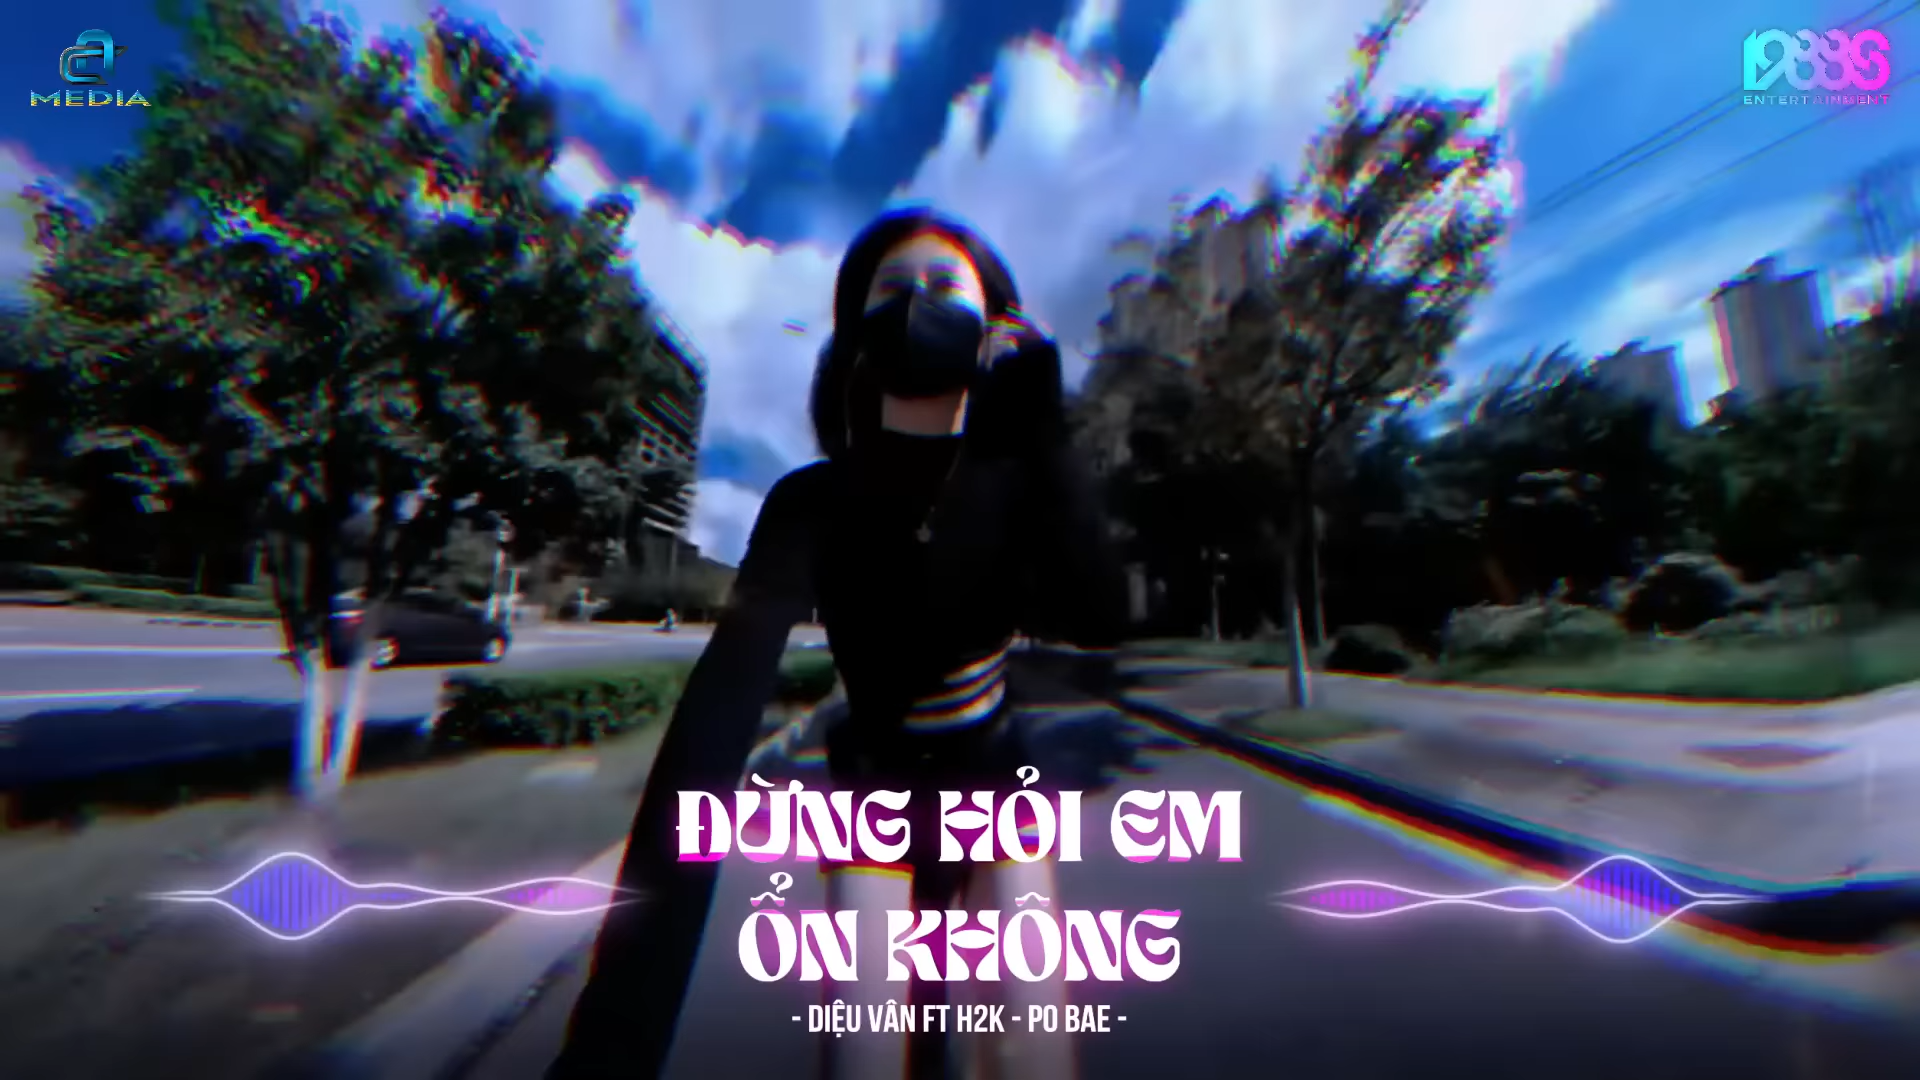 MEDIA
1988S
ENTERTAINMENT
ĐỪNG HỎI EM
ỔN KHÔNG
- DIỆU VÂN FT H2K - PO BAE -